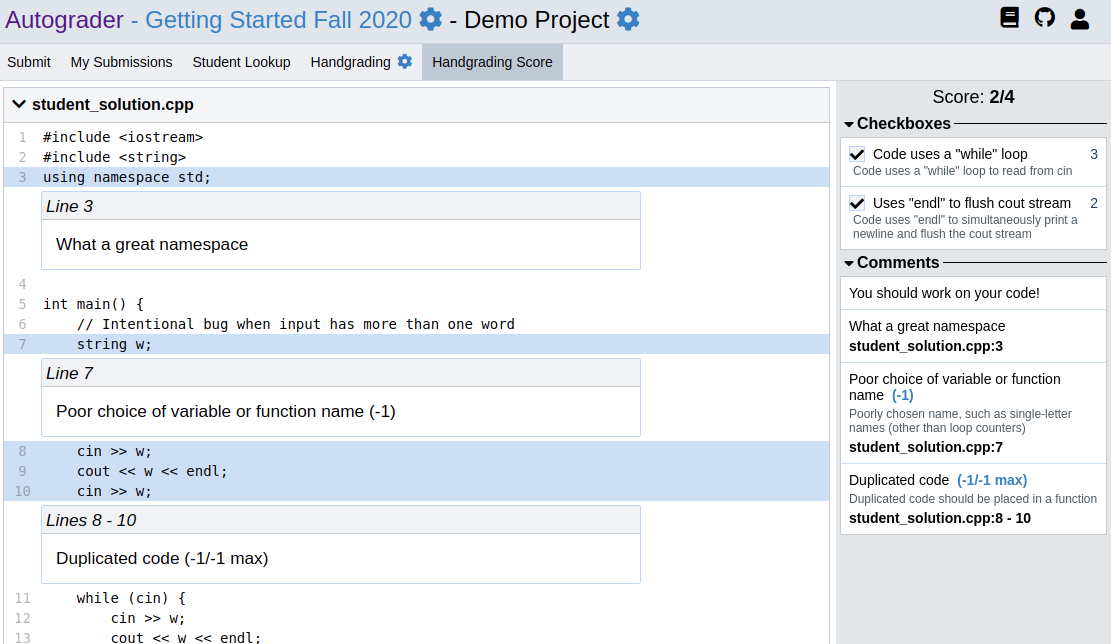 Autograder - Getting Started Fall 2020 - Demo Project
Submit My Submissions Student Lookup Handgrading Handgrading Score
student_solution.cpp
1 #include <iostream>
2 #include <string>
3 using namespace std;
Line 3
What a great namespace
4
5 int main() {
6     // Intentional bug when input has more than one word
7     string w;
Line 7
Poor choice of variable or function name (-1)
8     cin >> w;
9     cout << w << endl;
10     cin >> w;
Lines 8 - 10
Duplicated code (-1/-1 max)
11     while (cin) {
12         cin >> w;
13         cout << w << endl;
Score: 2/4
Checkboxes
Code uses a "while" loop 3
Code uses a "while" loop to read from cin
Uses "endl" to flush cout stream 2
Code uses "endl" to simultaneously print a
newline and flush the cout stream
Comments
You should work on your code!
What a great namespace
student_solution.cpp:3
Poor choice of variable or function
name (-1)
Poorly chosen name, such as single-letter
names (other than loop counters)
student_solution.cpp:7
Duplicated code (-1/-1 max)
Duplicated code should be placed in a function
student_solution.cpp:8 - 10